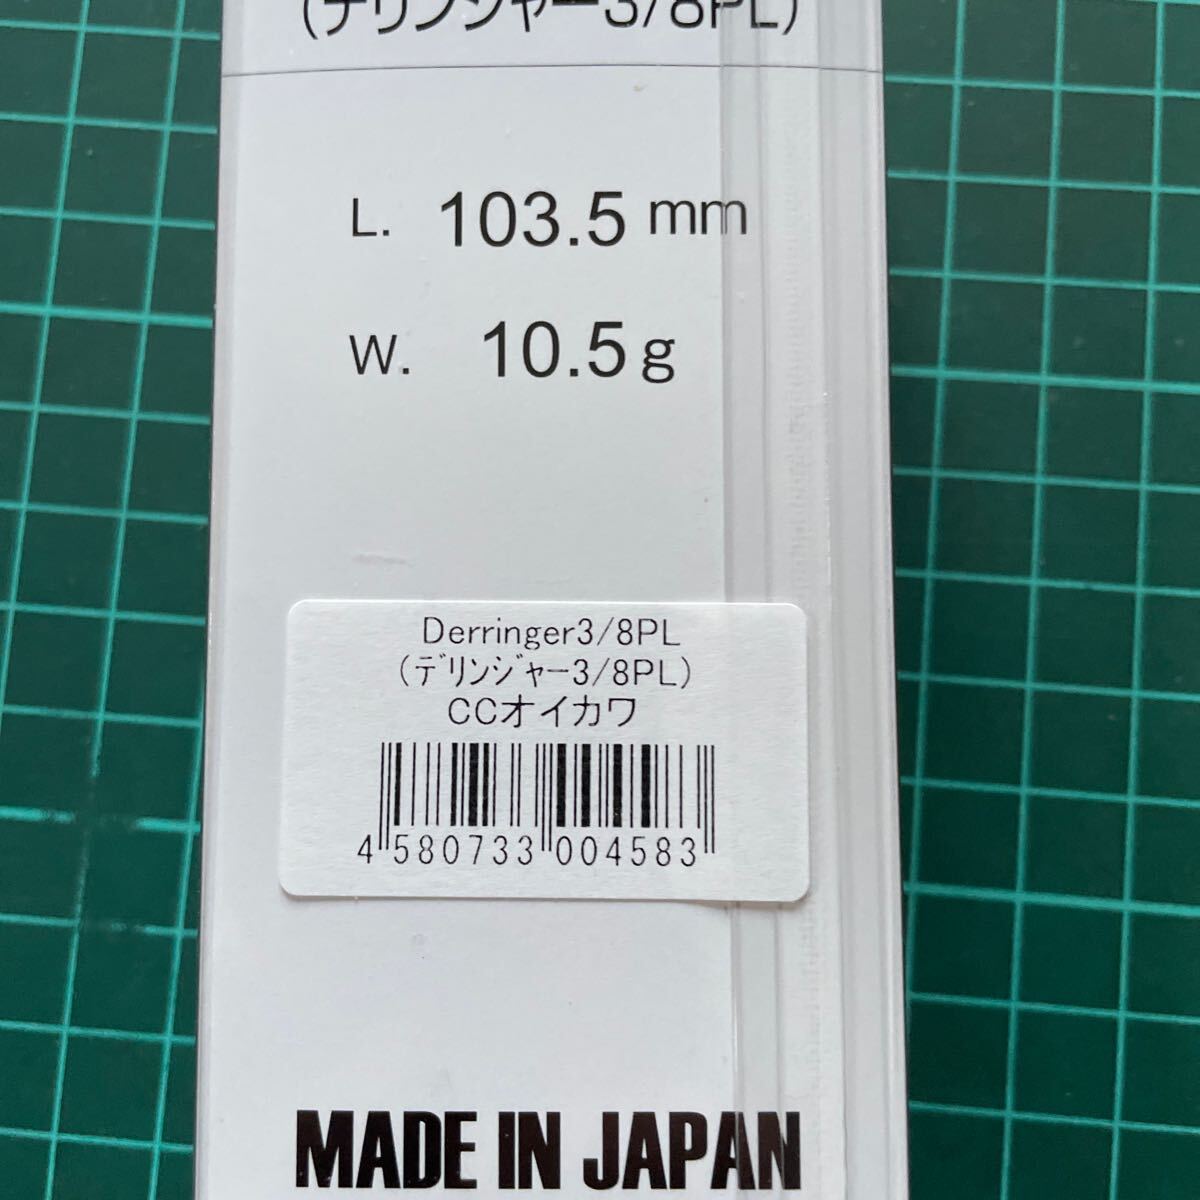 (デリンジャー3/8PL)
L. 103.5 mm
W. 10.5 g
Derringer3/8PL
(ﾃﾞﾘﾝｼﾞｬｰ3/8PL)
CCオイカワ
4 580733 004583
MADE IN JAPAN